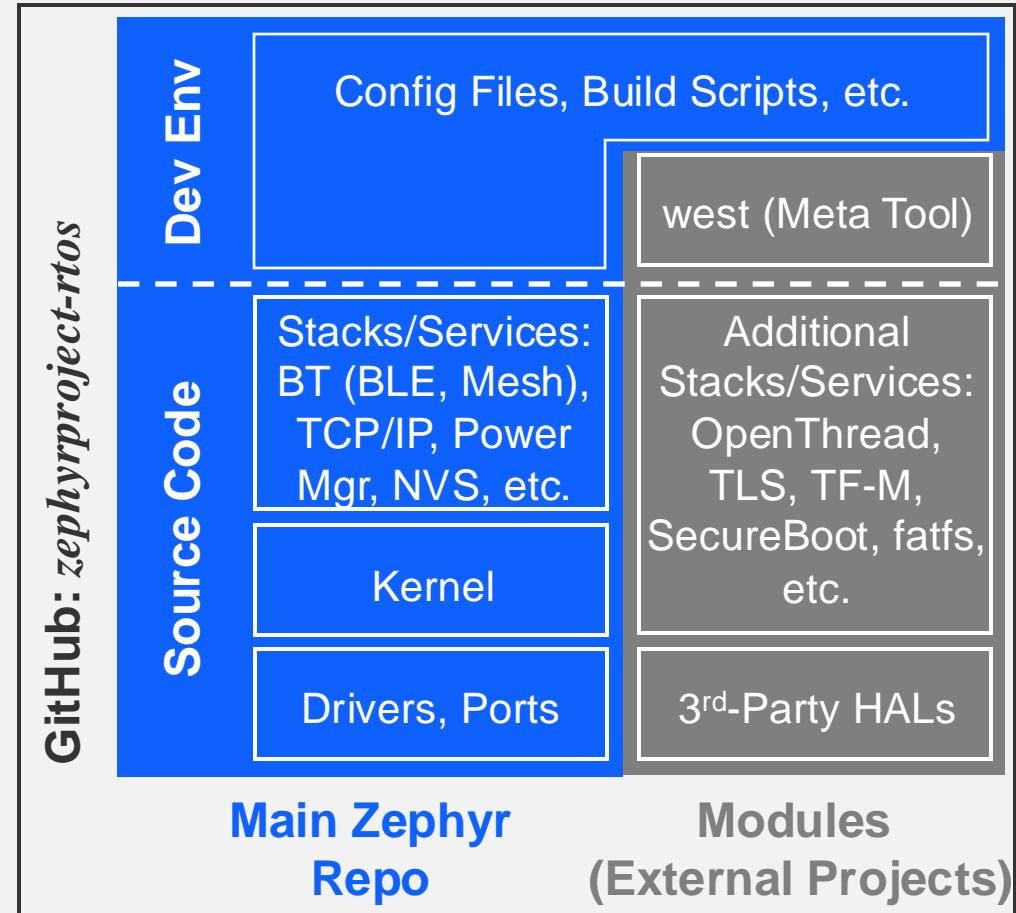 GitHub: zephyrproject-rtos
Dev Env
Config Files, Build Scripts, etc.
west (Meta Tool)
Source Code
Stacks/Services:
BT (BLE, Mesh),
TCP/IP, Power
Mgr, NVS, etc.
Kernel
Drivers, Ports
Additional
Stacks/Services:
OpenThread,
TLS, TF-M,
SecureBoot, fatfs,
etc.
3rd-Party HALs
Main Zephyr
Repo
Modules
(External Projects)